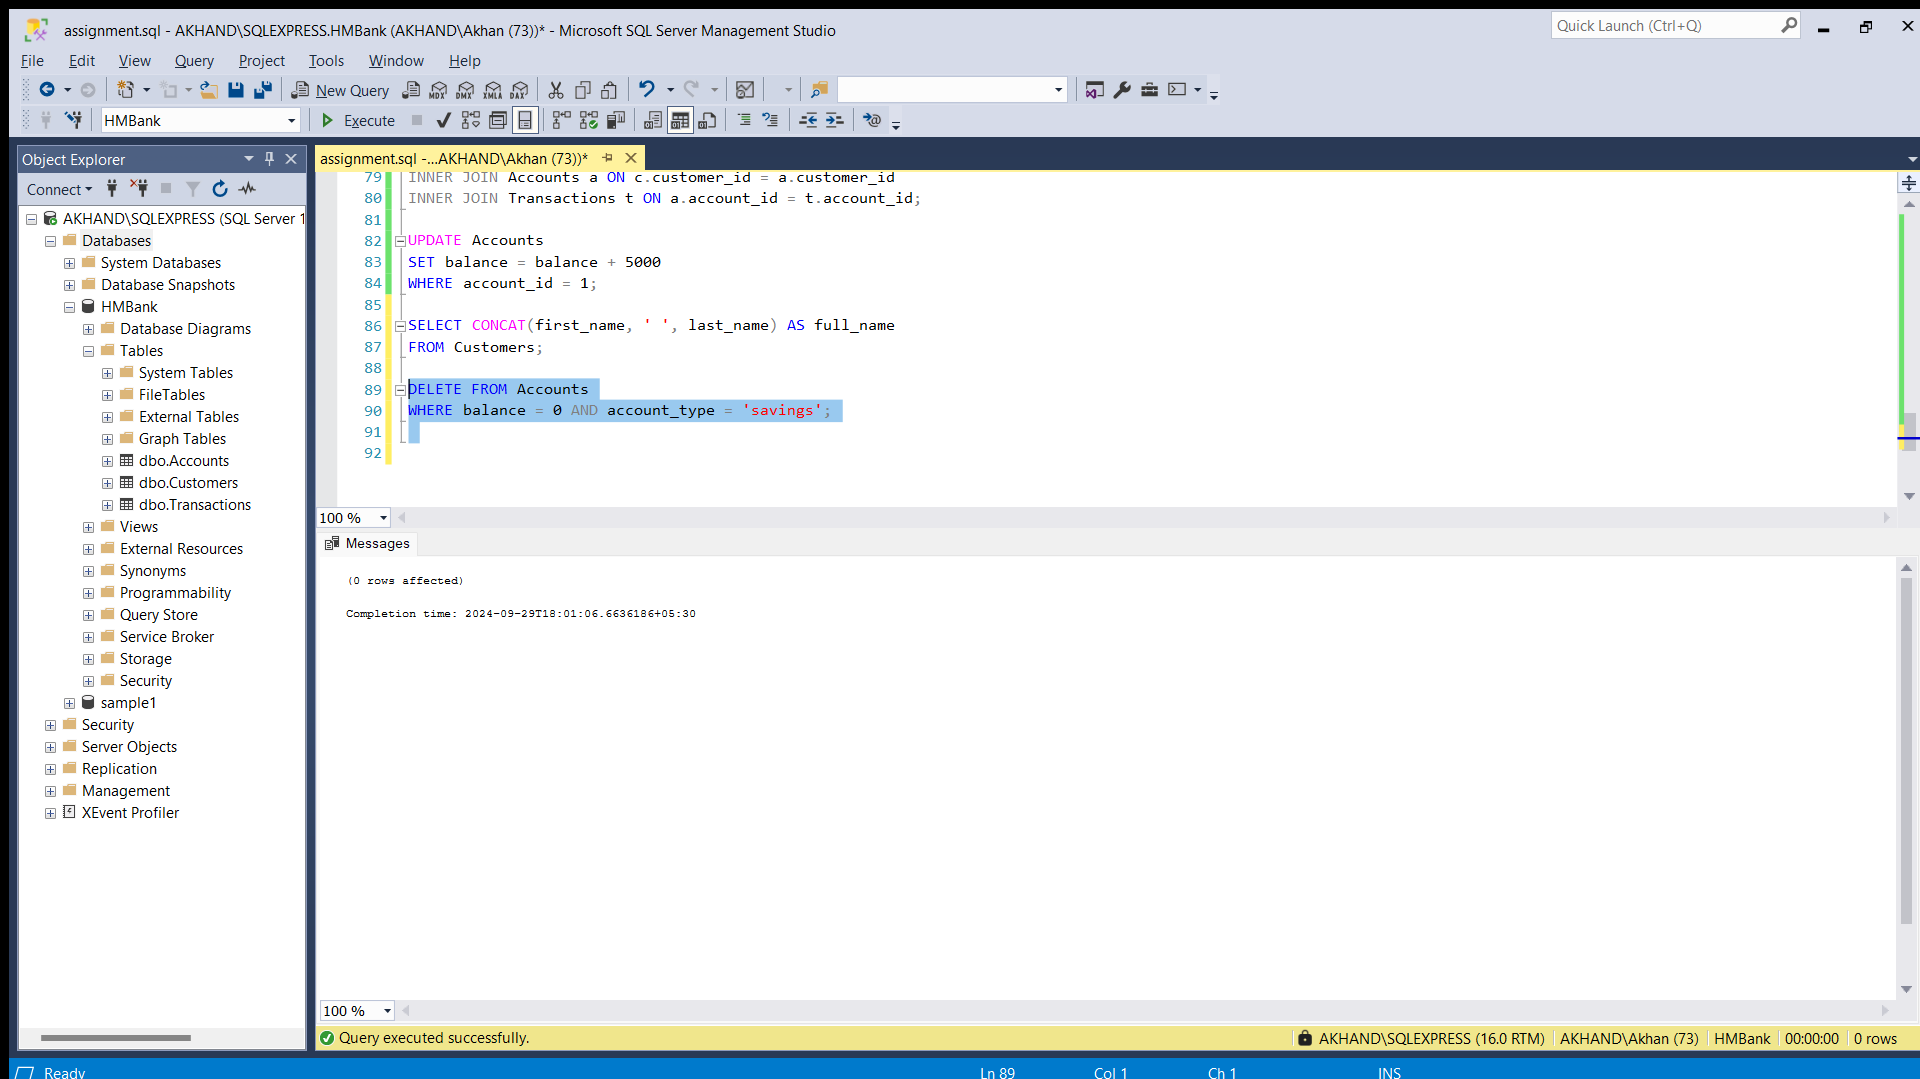 assignment.sql - AKHAND\SQLEXPRESS.HMBank (AKHAND\Akhan (73))* - Microsoft SQL Server Management Studio
Quick Launch (Ctrl+Q)
File Edit View Query Project Tools Window Help
New Query MDX DMX XMLA DAX
HMBank Execute
Object Explorer
Connect
AKHAND\SQLEXPRESS (SQL Server 1
Databases
System Databases
Database Snapshots
HMBank
Database Diagrams
Tables
System Tables
FileTables
External Tables
Graph Tables
dbo.Accounts
dbo.Customers
dbo.Transactions
Views
External Resources
Synonyms
Programmability
Query Store
Service Broker
Storage
Security
sample1
Security
Server Objects
Replication
Management
XEvent Profiler
assignment.sql -...AKHAND\Akhan (73))*
79 INNER JOIN Accounts a ON c.customer_id = a.customer_id
80 INNER JOIN Transactions t ON a.account_id = t.account_id;
81
82 UPDATE Accounts
83 SET balance = balance + 5000
84 WHERE account_id = 1;
85
86 SELECT CONCAT(first_name, ' ', last_name) AS full_name
87 FROM Customers;
88
89 DELETE FROM Accounts
90 WHERE balance = 0 AND account_type = 'savings';
91
92
100 %
Messages
(0 rows affected)
Completion time: 2024-09-29T18:01:06.6636186+05:30
100 %
Query executed successfully. AKHAND\SQLEXPRESS (16.0 RTM) AKHAND\Akhan (73) HMBank 00:00:00 0 rows
Ready Ln 89 Col 1 Ch 1 INS